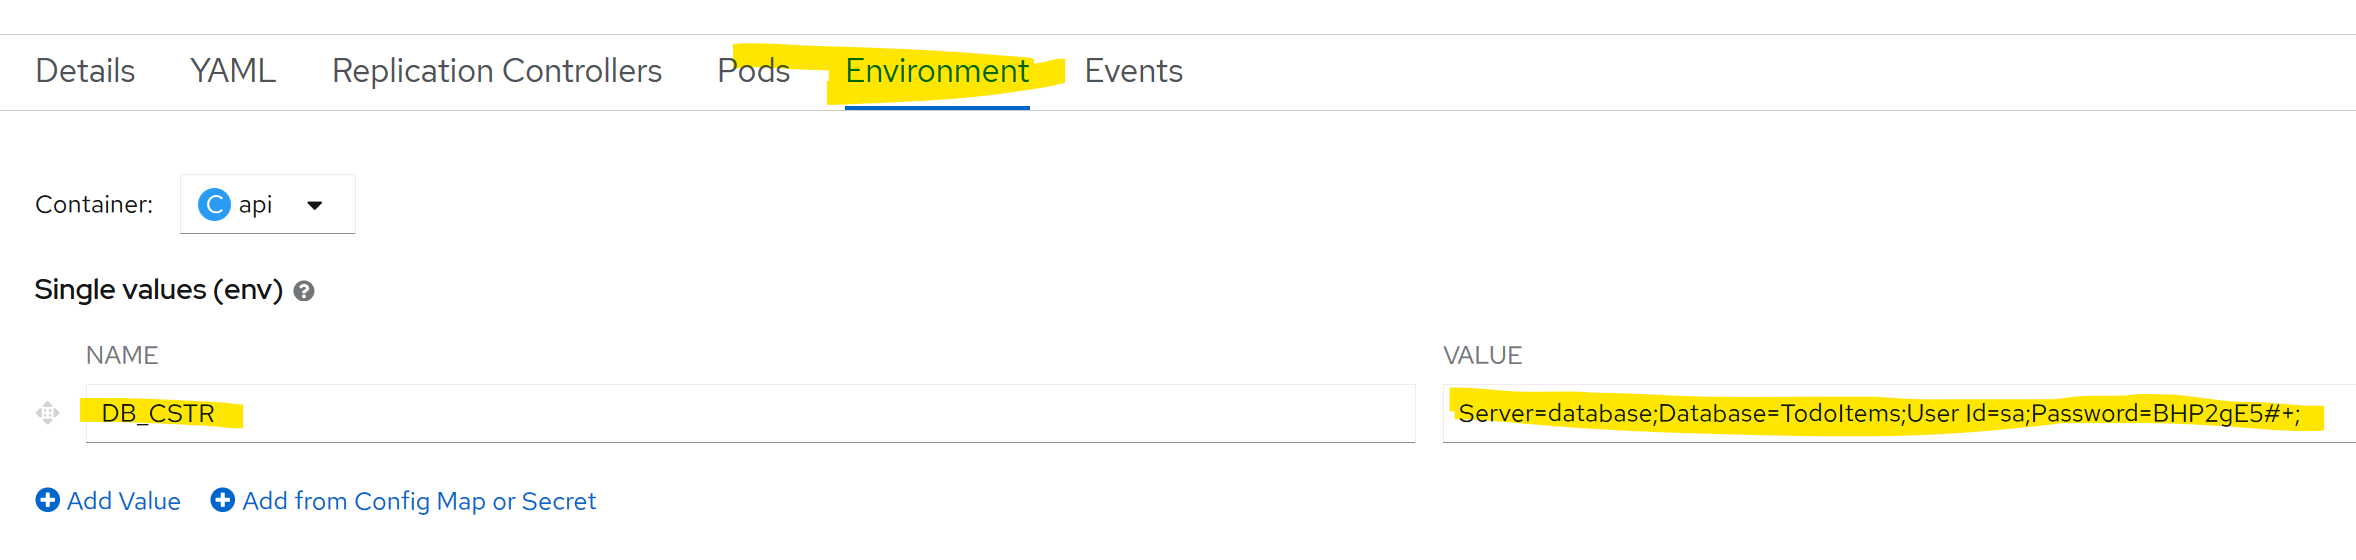 Details YAML Replication Controllers Pods Environment Events
Container: C api
Single values (env) ?
NAME VALUE
DB_CSTR Server=database;Database=TodoItems;User Id=sa;Password=BHP2gE5#+;
Add Value Add from Config Map or Secret